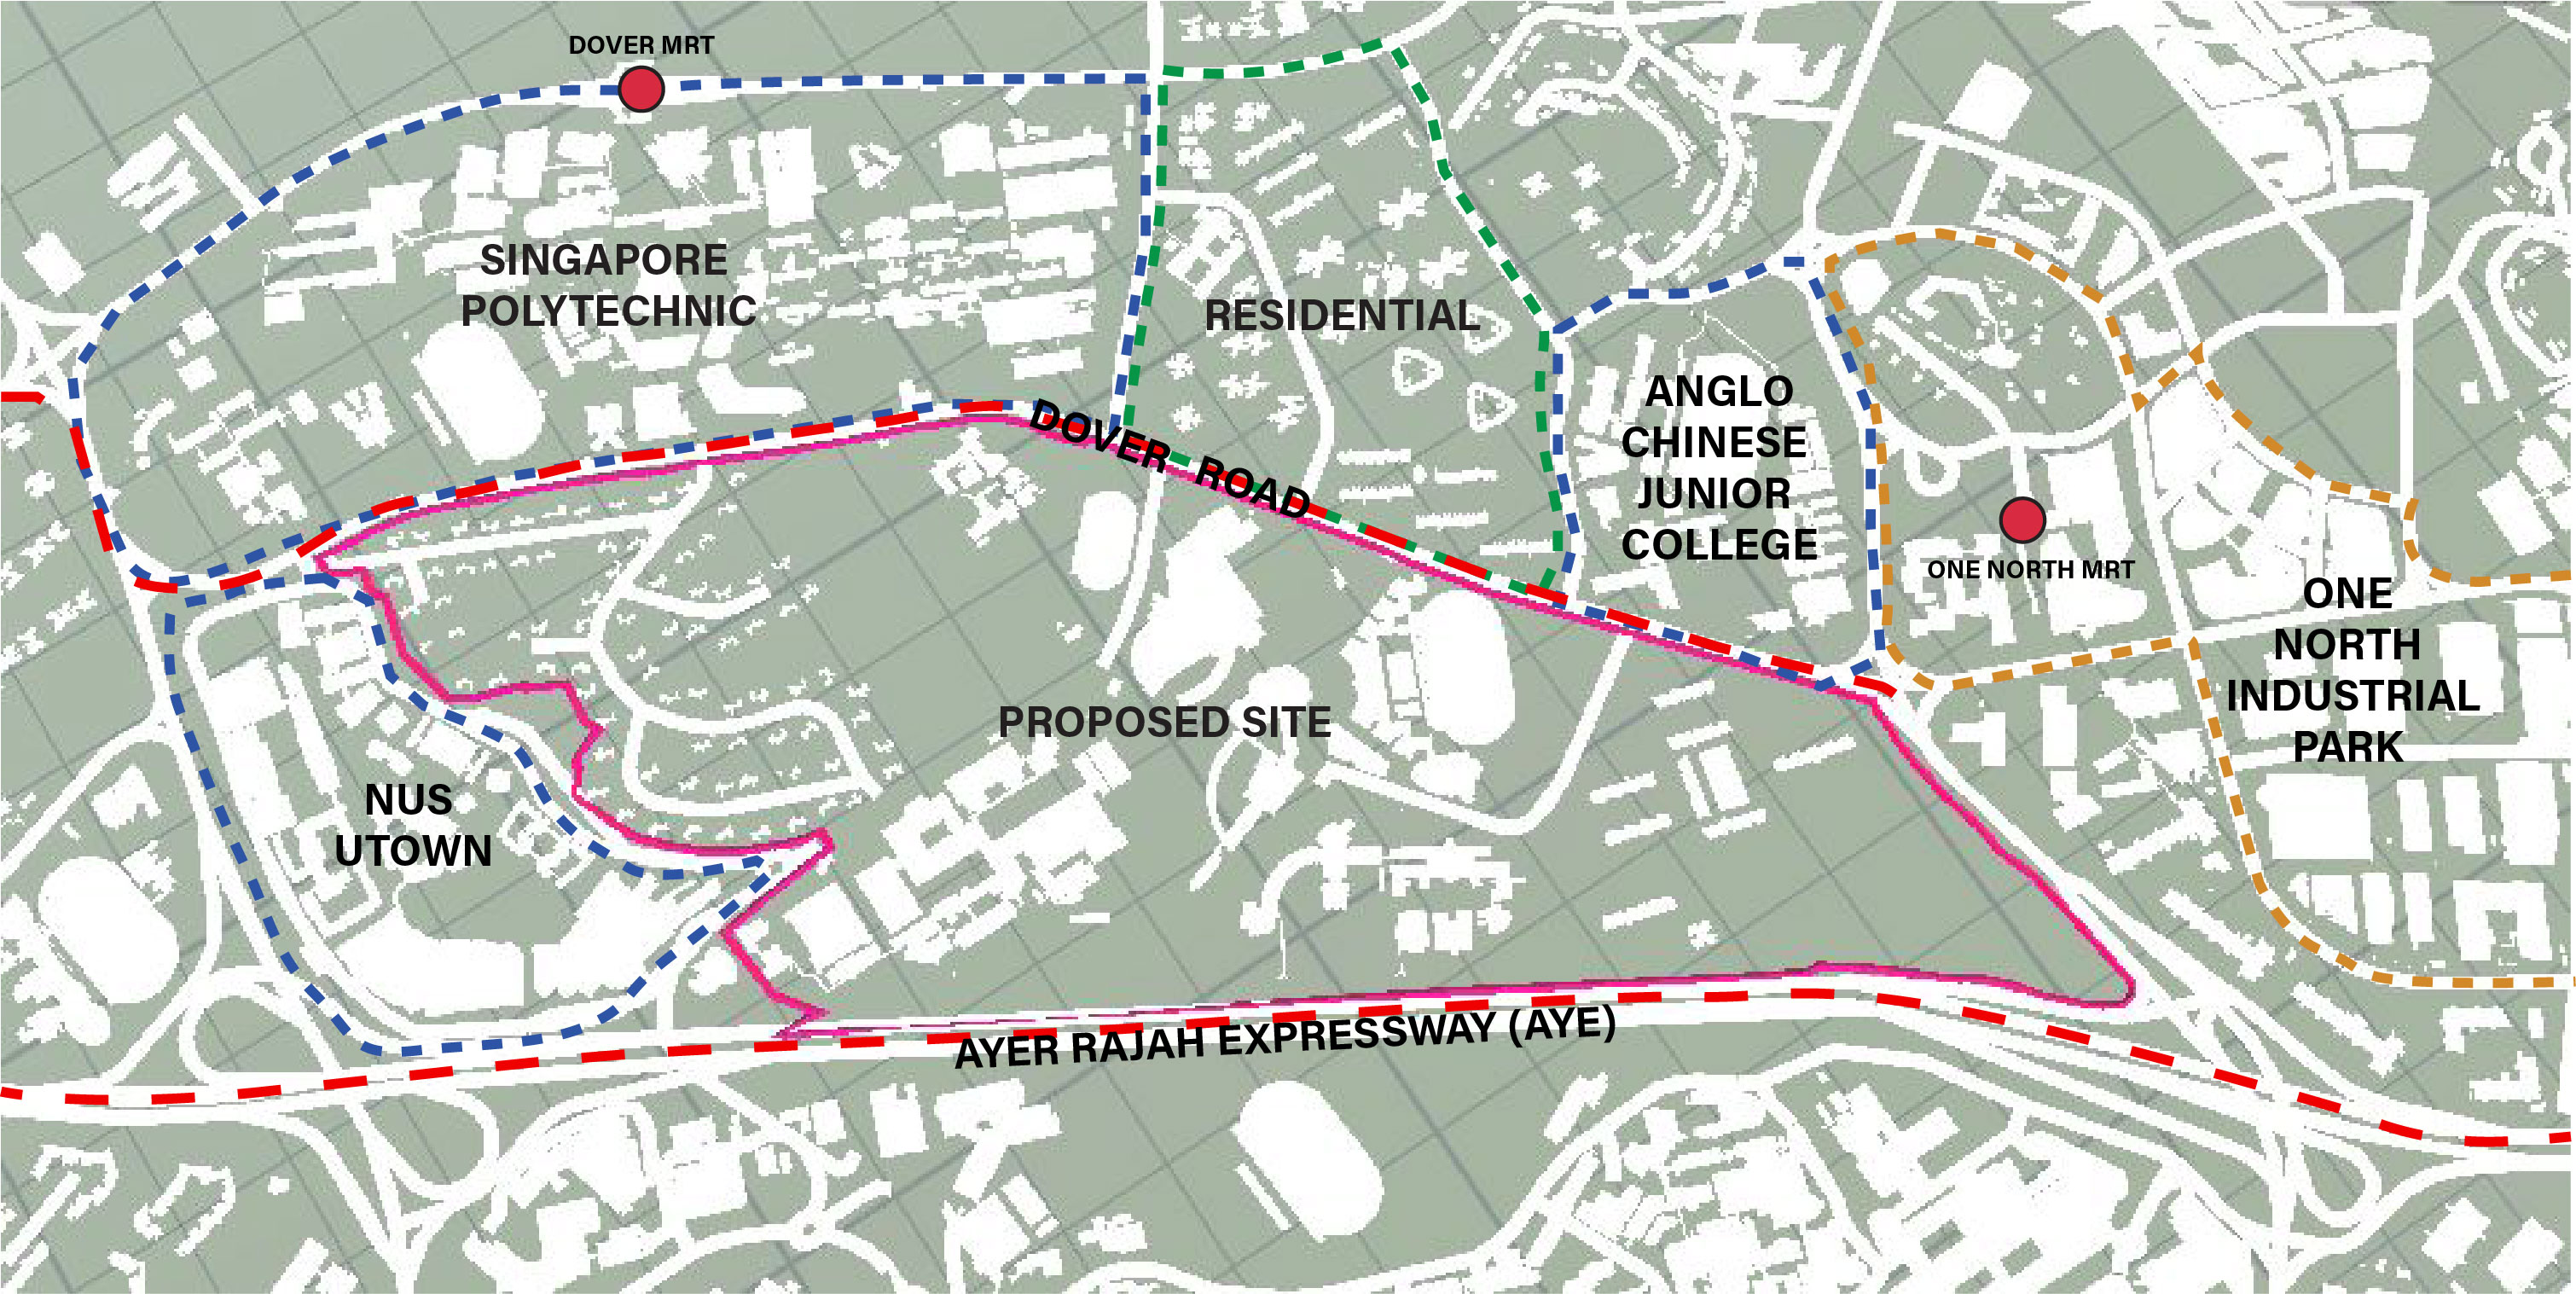 DOVER MRT
SINGAPORE
POLYTECHNIC
RESIDENTIAL
ANGLO
CHINESE
JUNIOR
COLLEGE
DOVER ROAD
ONE NORTH MRT
ONE
NORTH
INDUSTRIAL
PARK
PROPOSED SITE
NUS
UTOWN
AYER RAJAH EXPRESSWAY (AYE)